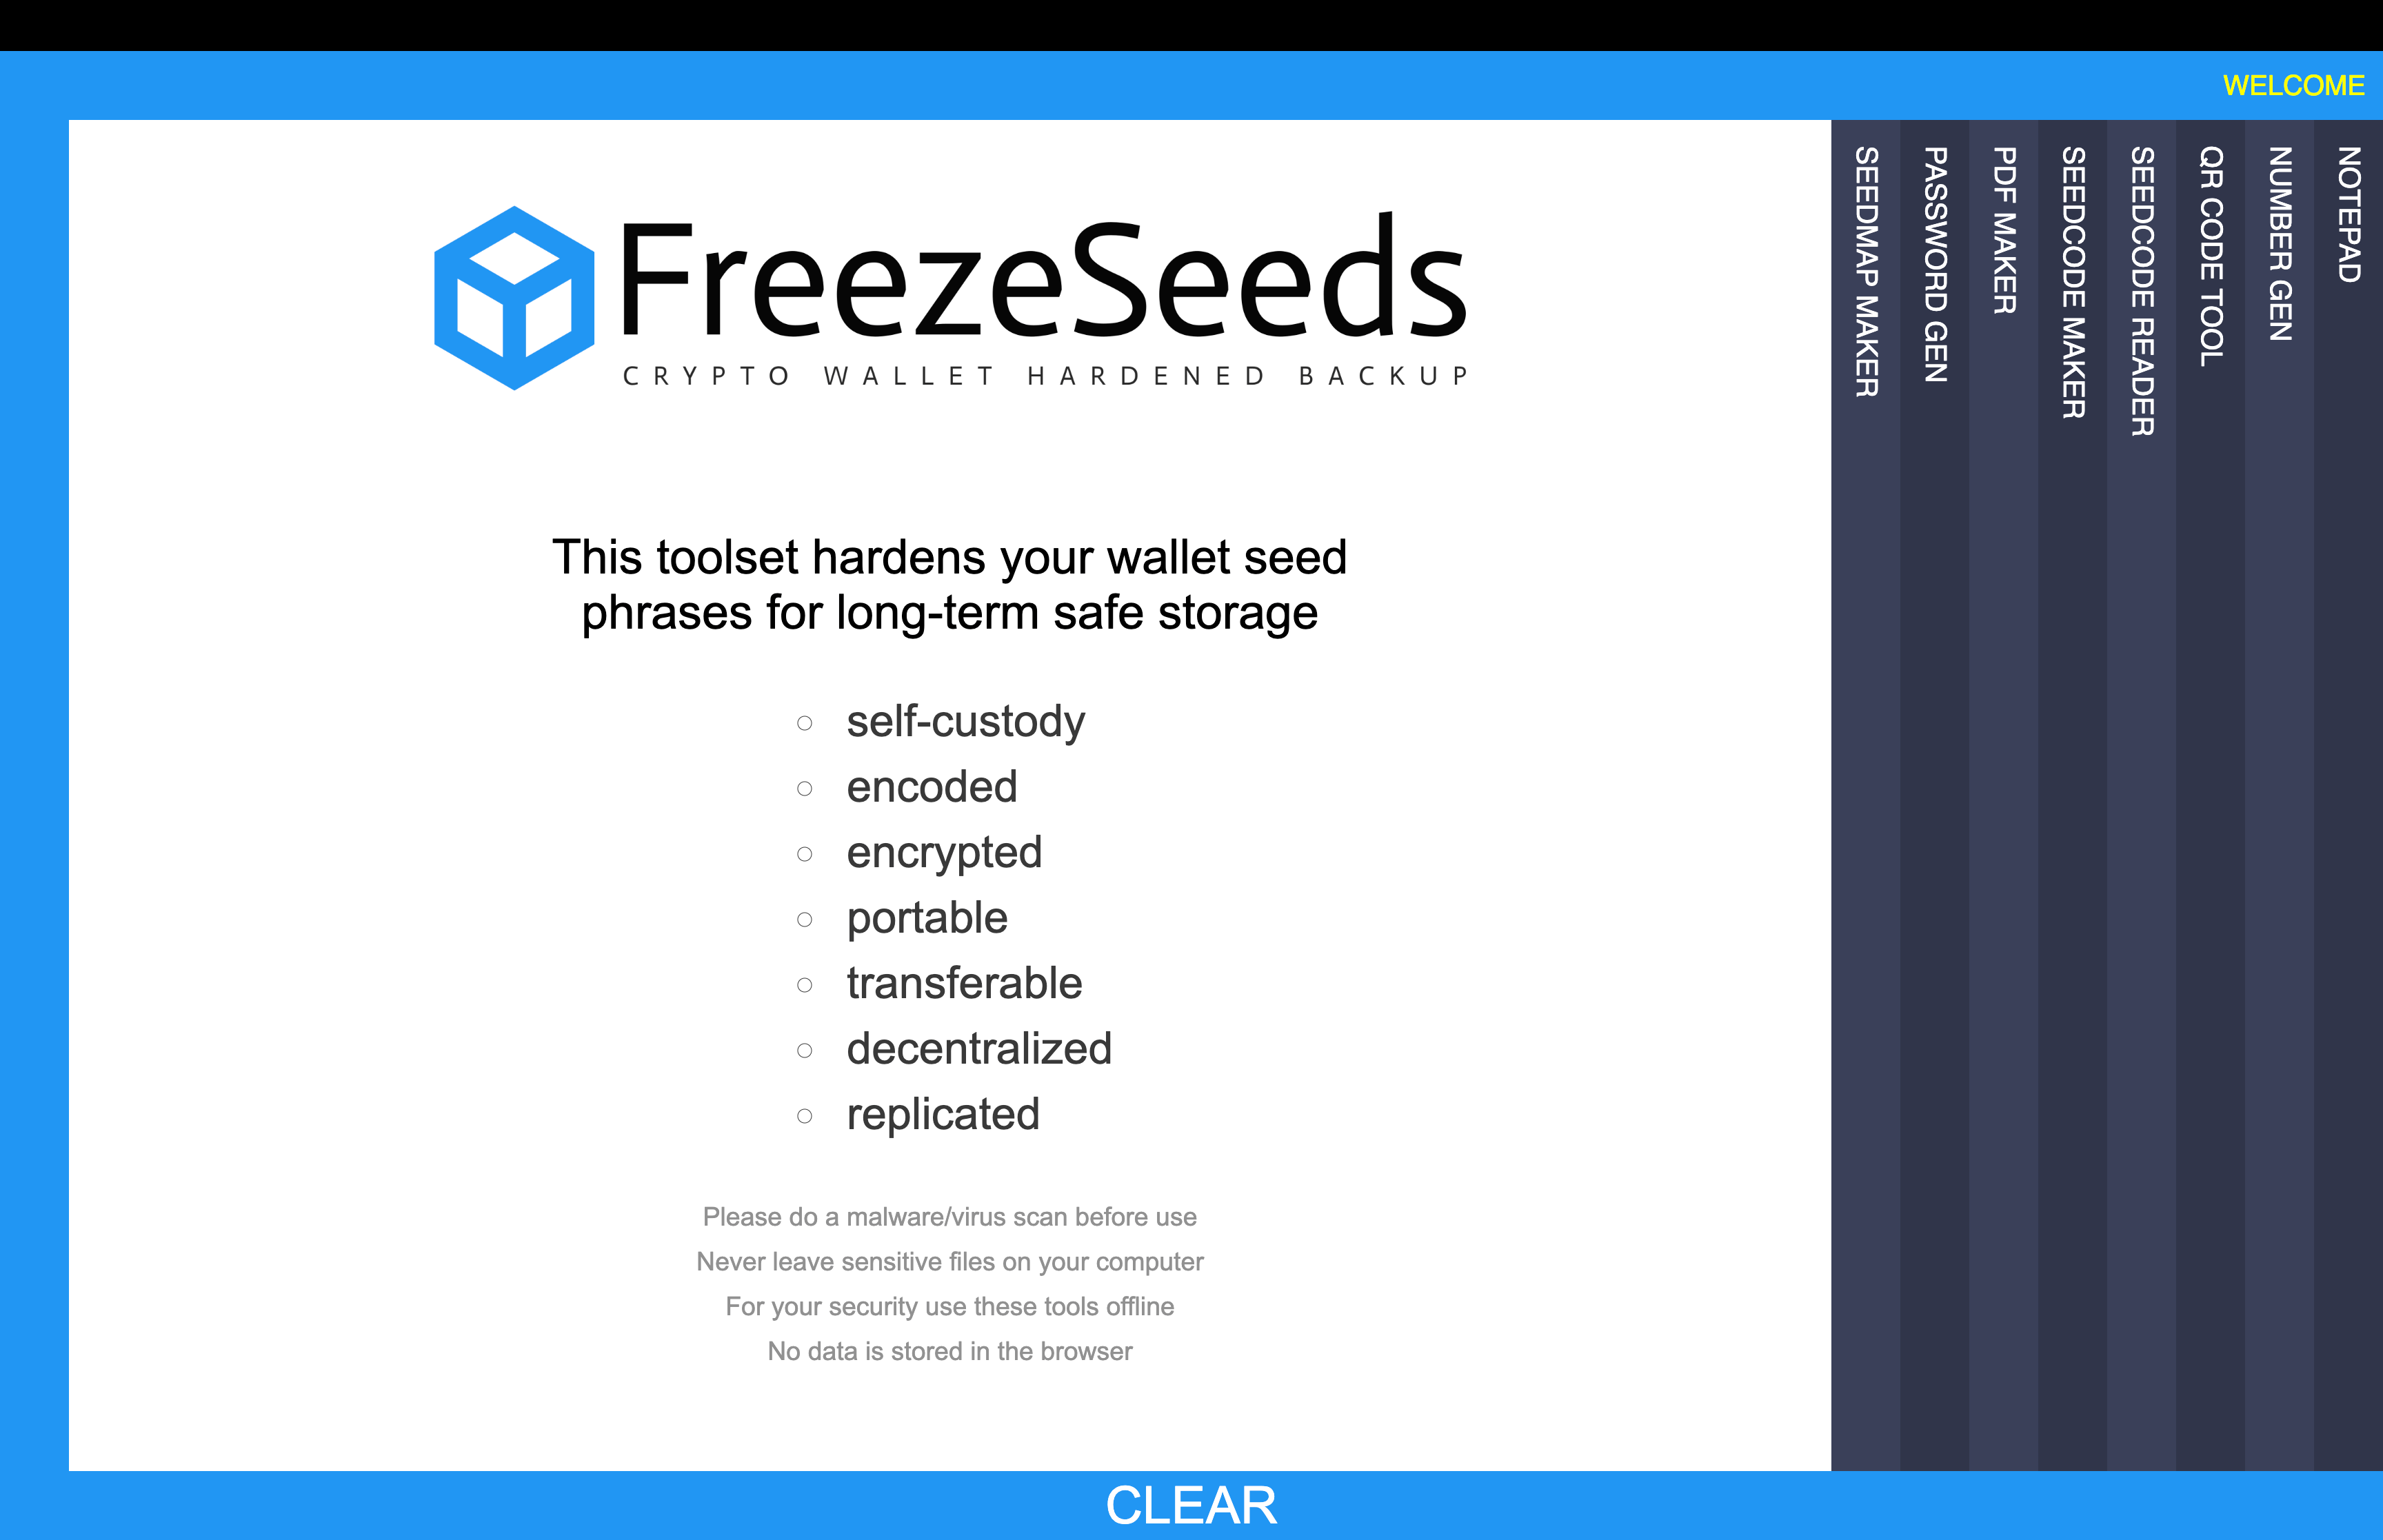 WELCOME
FreezeSeeds
CRYPTO WALLET HARDENED BACKUP
This toolset hardens your wallet seed
phrases for long-term safe storage
self-custody
encoded
encrypted
portable
transferable
decentralized
replicated
Please do a malware/virus scan before use
Never leave sensitive files on your computer
For your security use these tools offline
No data is stored in the browser
SEEDMAP MAKER
PASSWORD GEN
PDF MAKER
SEEDCODE MAKER
SEEDCODE READER
QR CODE TOOL
NUMBER GEN
NOTEPAD
CLEAR